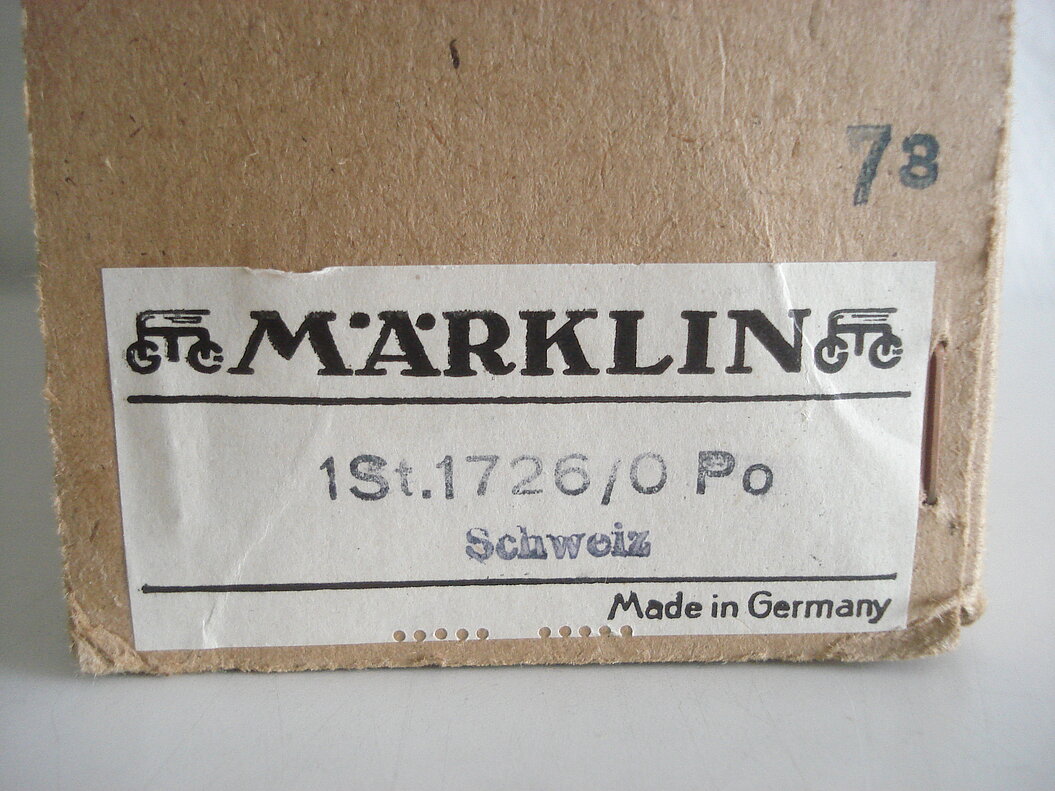 78
MÄRKLIN
1St.1726/0 Po
Schweiz
Made in Germany